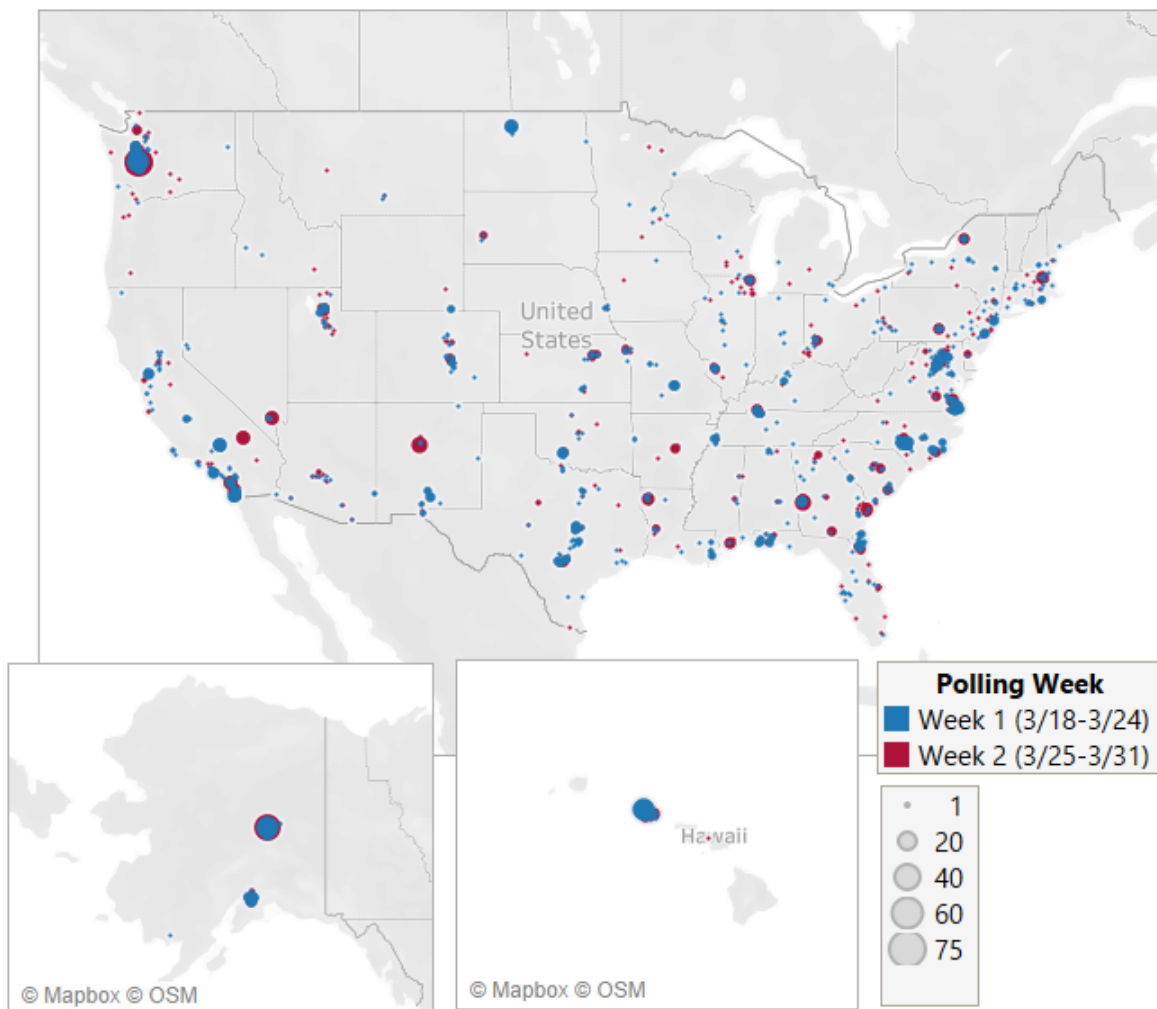 United
States
Polling Week
Week 1 (3/18-3/24)
Week 2 (3/25-3/31)
Hawaii
1
20
40
60
75
© Mapbox © OSM
© Mapbox © OSM